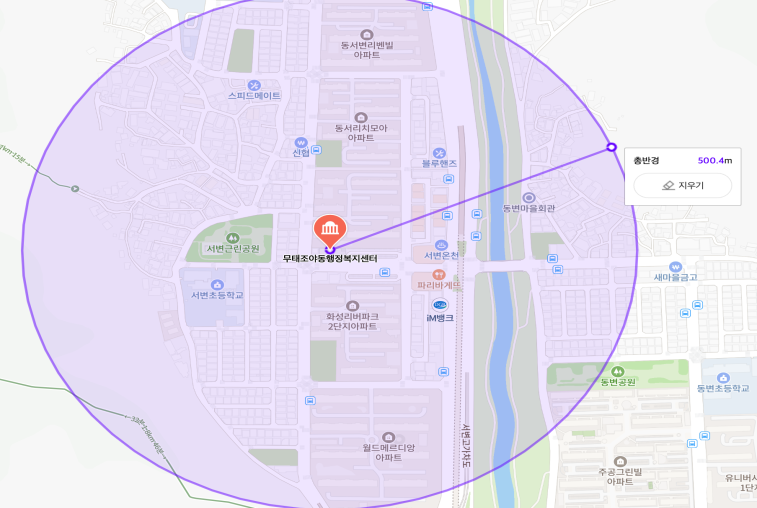 동서변리벤빌
아파트
스피드메이트
동서리치모아
아파트
신협
블루핸즈
총반경 500.4m
지우기
동변마을회관
서변근린공원
무태조야동행정복지센터
서변온천
새마을금고
파리바게뜨
서변초등학교
iM뱅크
화성리버파크
2단지아파트
동변공원
동변초등학교
서변고가차도
월드메르디앙
아파트
주공그린빌
아파트
유니버시
1단지